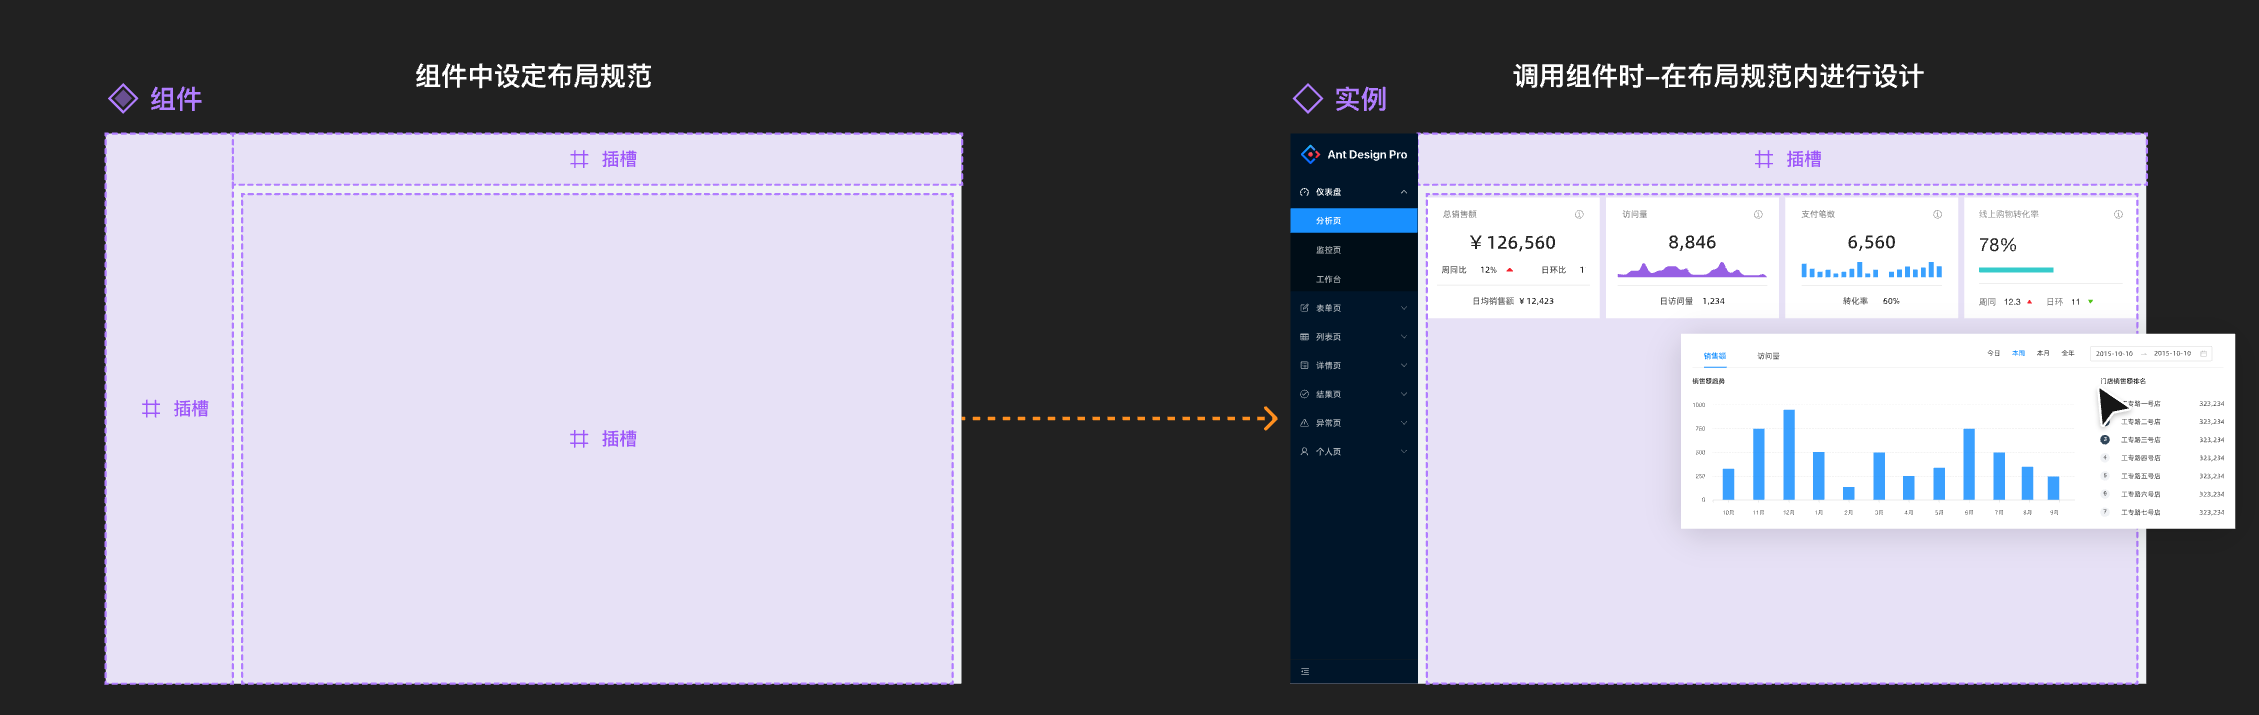 组件中设定布局规范
组件
插槽
插槽
插槽
调用组件时-在布局规范内进行设计
实例
Ant Design Pro
仪表盘
分析页
监控页
工作台
表单页
列表页
详情页
结果页
异常页
个人页
插槽
总销售额
¥ 126,560
周同比 12% 日环比 1
日均销售额 ¥ 12,423
访问量
8,846
日访问量 1,234
支付笔数
6,560
转化率 60%
线上购物转化率
78%
周同 12.3 日环 11
销售额 访问量 今日 本周 本月 全年 2015-10-10 → 2015-10-10
销售额趋势
1000
750
500
250
0
10月 11月 12月 1月 2月 3月 4月 5月 6月 7月 8月 9月
门店销售额排名
工专路一号店 323,234
工专路二号店 323,234
3 工专路三号店 323,234
4 工专路四号店 323,234
5 工专路五号店 323,234
6 工专路六号店 323,234
7 工专路七号店 323,234